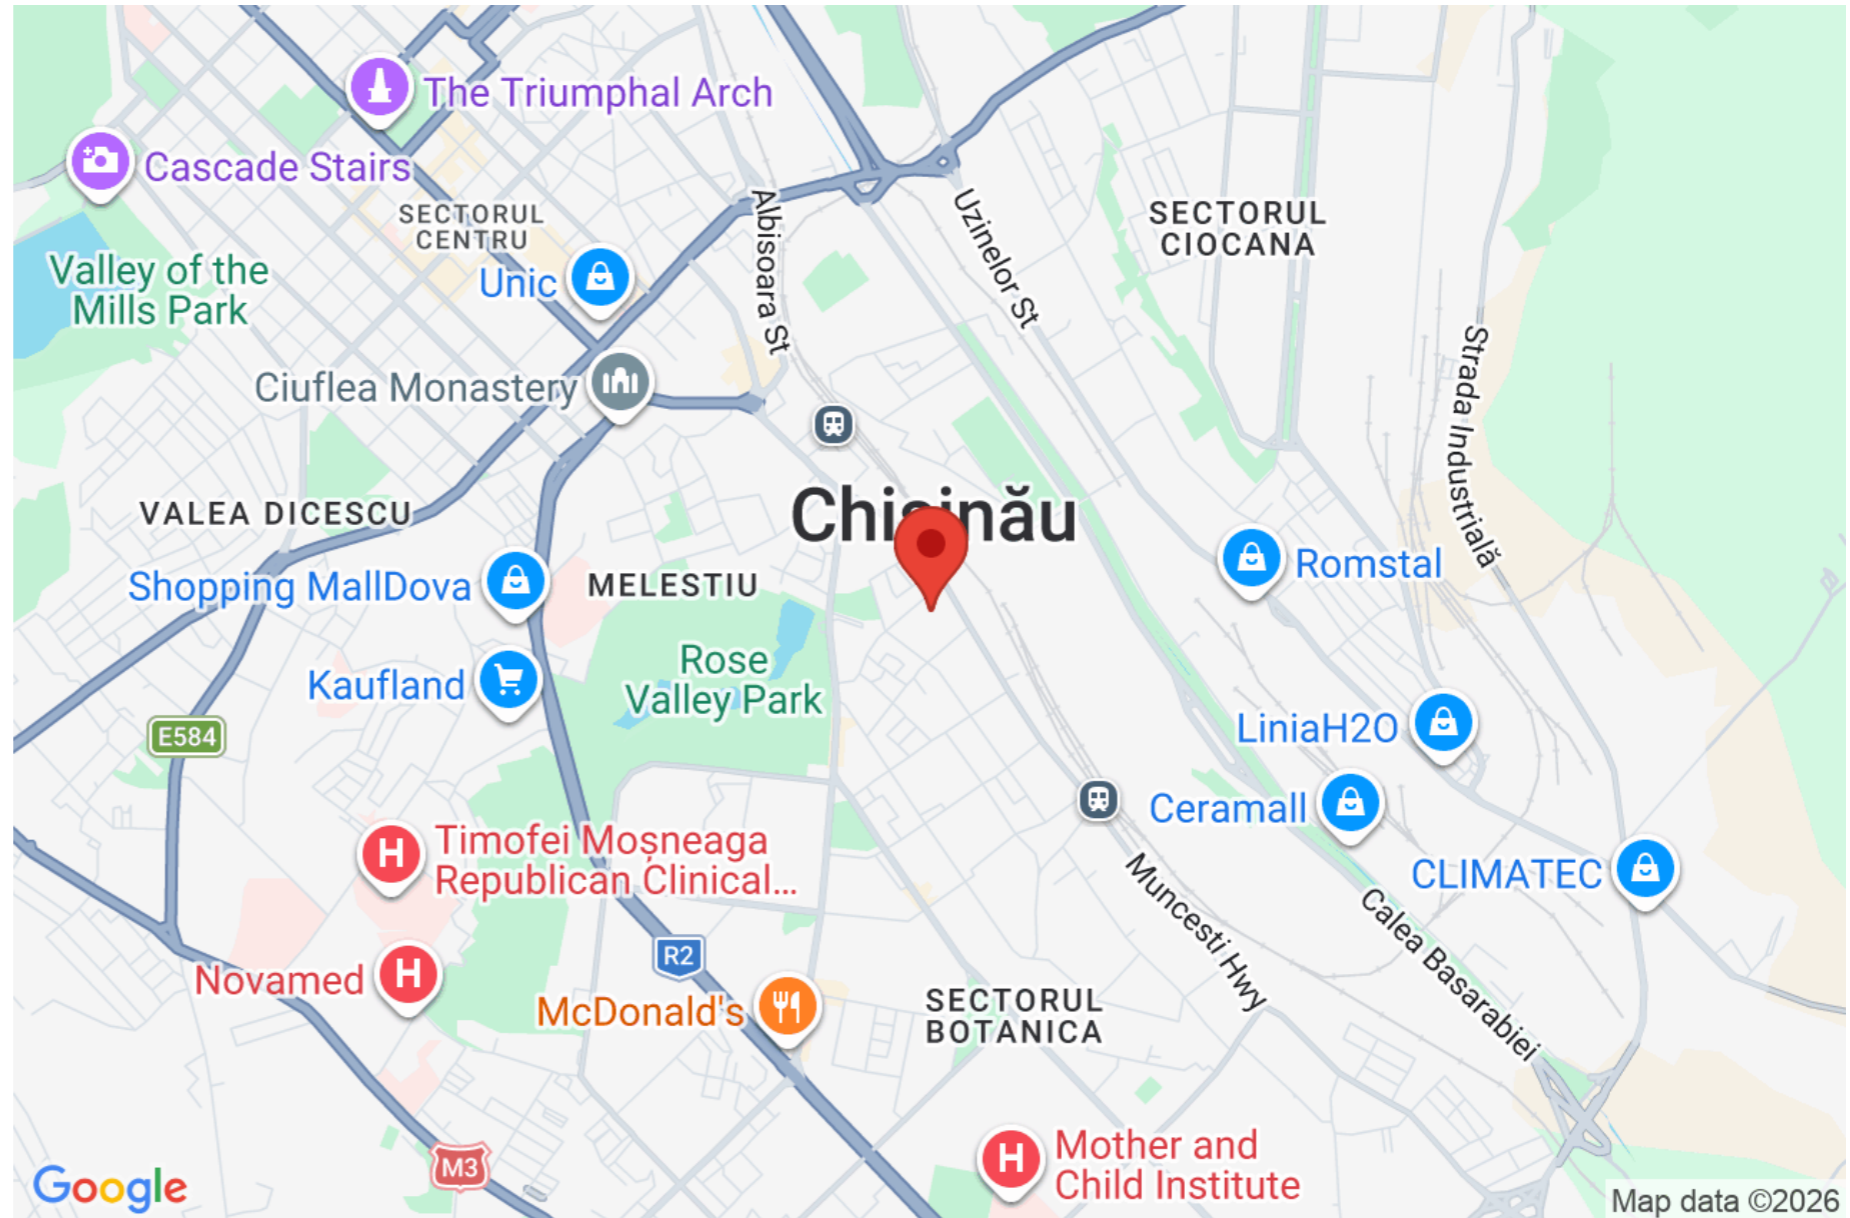 The Triumphal Arch
Cascade Stairs
SECTORUL
CENTRU
Albisoara St
Uzinelor St
SECTORUL
CIOCANA
Valley of the
Mills Park
Unic
Ciuflea Monastery
Strada Industrială
VALEA DICESCU
Chișinău
Romstal
Shopping MallDova
MELESTIU
Kaufland
Rose
Valley Park
E584
LiniaH2O
Ceramall
Timofei Moșneaga
Republican Clinical...
CLIMATEC
Muncesti Hwy
Calea Basarabiei
R2
Novamed
McDonald's
SECTORUL
BOTANICA
M3
Mother and
Child Institute
Google
Map data ©2026